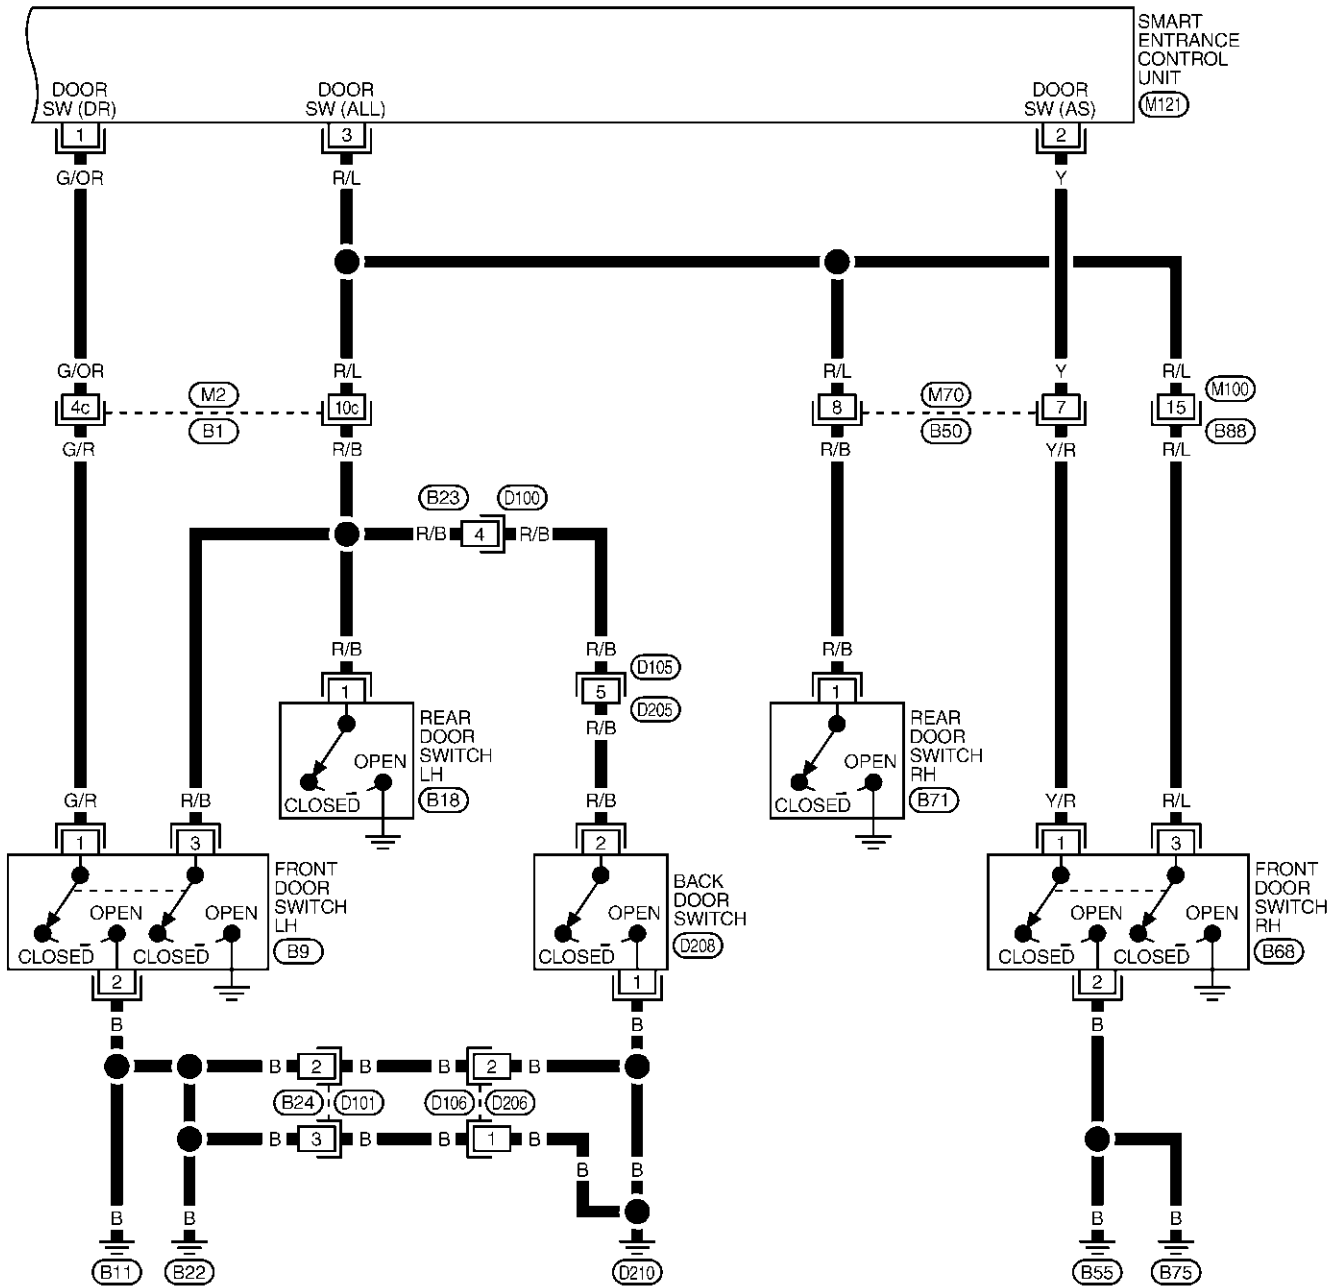 SMART
ENTRANCE
CONTROL
UNIT
M121
DOOR
SW (DR)
DOOR
SW (ALL)
DOOR
SW (AS)
1
3
2
G/OR
R/L
Y
G/OR
R/L
R/L
Y
R/L
4c
M2
B1
10c
8
M70
B50
7
15
M100
B88
G/R
R/B
R/B
Y/R
R/L
B23
D100
R/B
4
R/B
R/B
R/B
R/B
1
D105
5
D205
R/B
1
REAR
DOOR
SWITCH
LH
B18
OPEN
CLOSED
REAR
DOOR
SWITCH
RH
B71
OPEN
CLOSED
G/R
R/B
R/B
Y/R
R/L
1
3
2
1
3
FRONT
DOOR
SWITCH
LH
B9
OPEN
OPEN
CLOSED
CLOSED
BACK
DOOR
SWITCH
D208
OPEN
CLOSED
FRONT
DOOR
SWITCH
RH
B68
OPEN
OPEN
CLOSED
CLOSED
2
1
2
B
B
B
B
2
B
B
2
B
B24
D101
D106
D206
B
3
B
B
1
B
B
B
B
B
B
B
B11
B22
D210
B55
B75